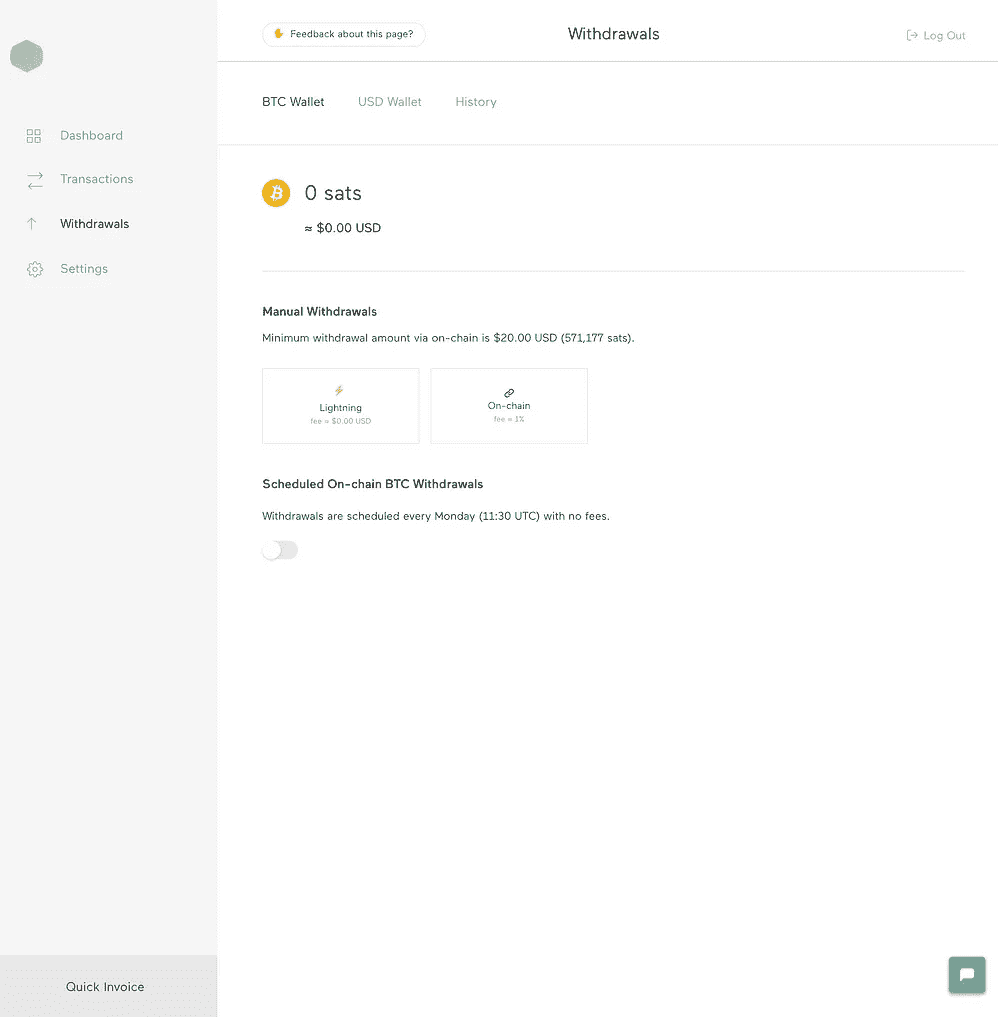 Feedback about this page?
Withdrawals
Log Out
BTC Wallet
USD Wallet
History
Dashboard
Transactions
Withdrawals
Settings
0 sats
≈ $0.00 USD
Manual Withdrawals
Minimum withdrawal amount via on-chain is $20.00 USD (571,177 sats).
Lightning
fee ≈ $0.00 USD
On-chain
fee = 1%
Scheduled On-chain BTC Withdrawals
Withdrawals are scheduled every Monday (11:30 UTC) with no fees.
Quick Invoice